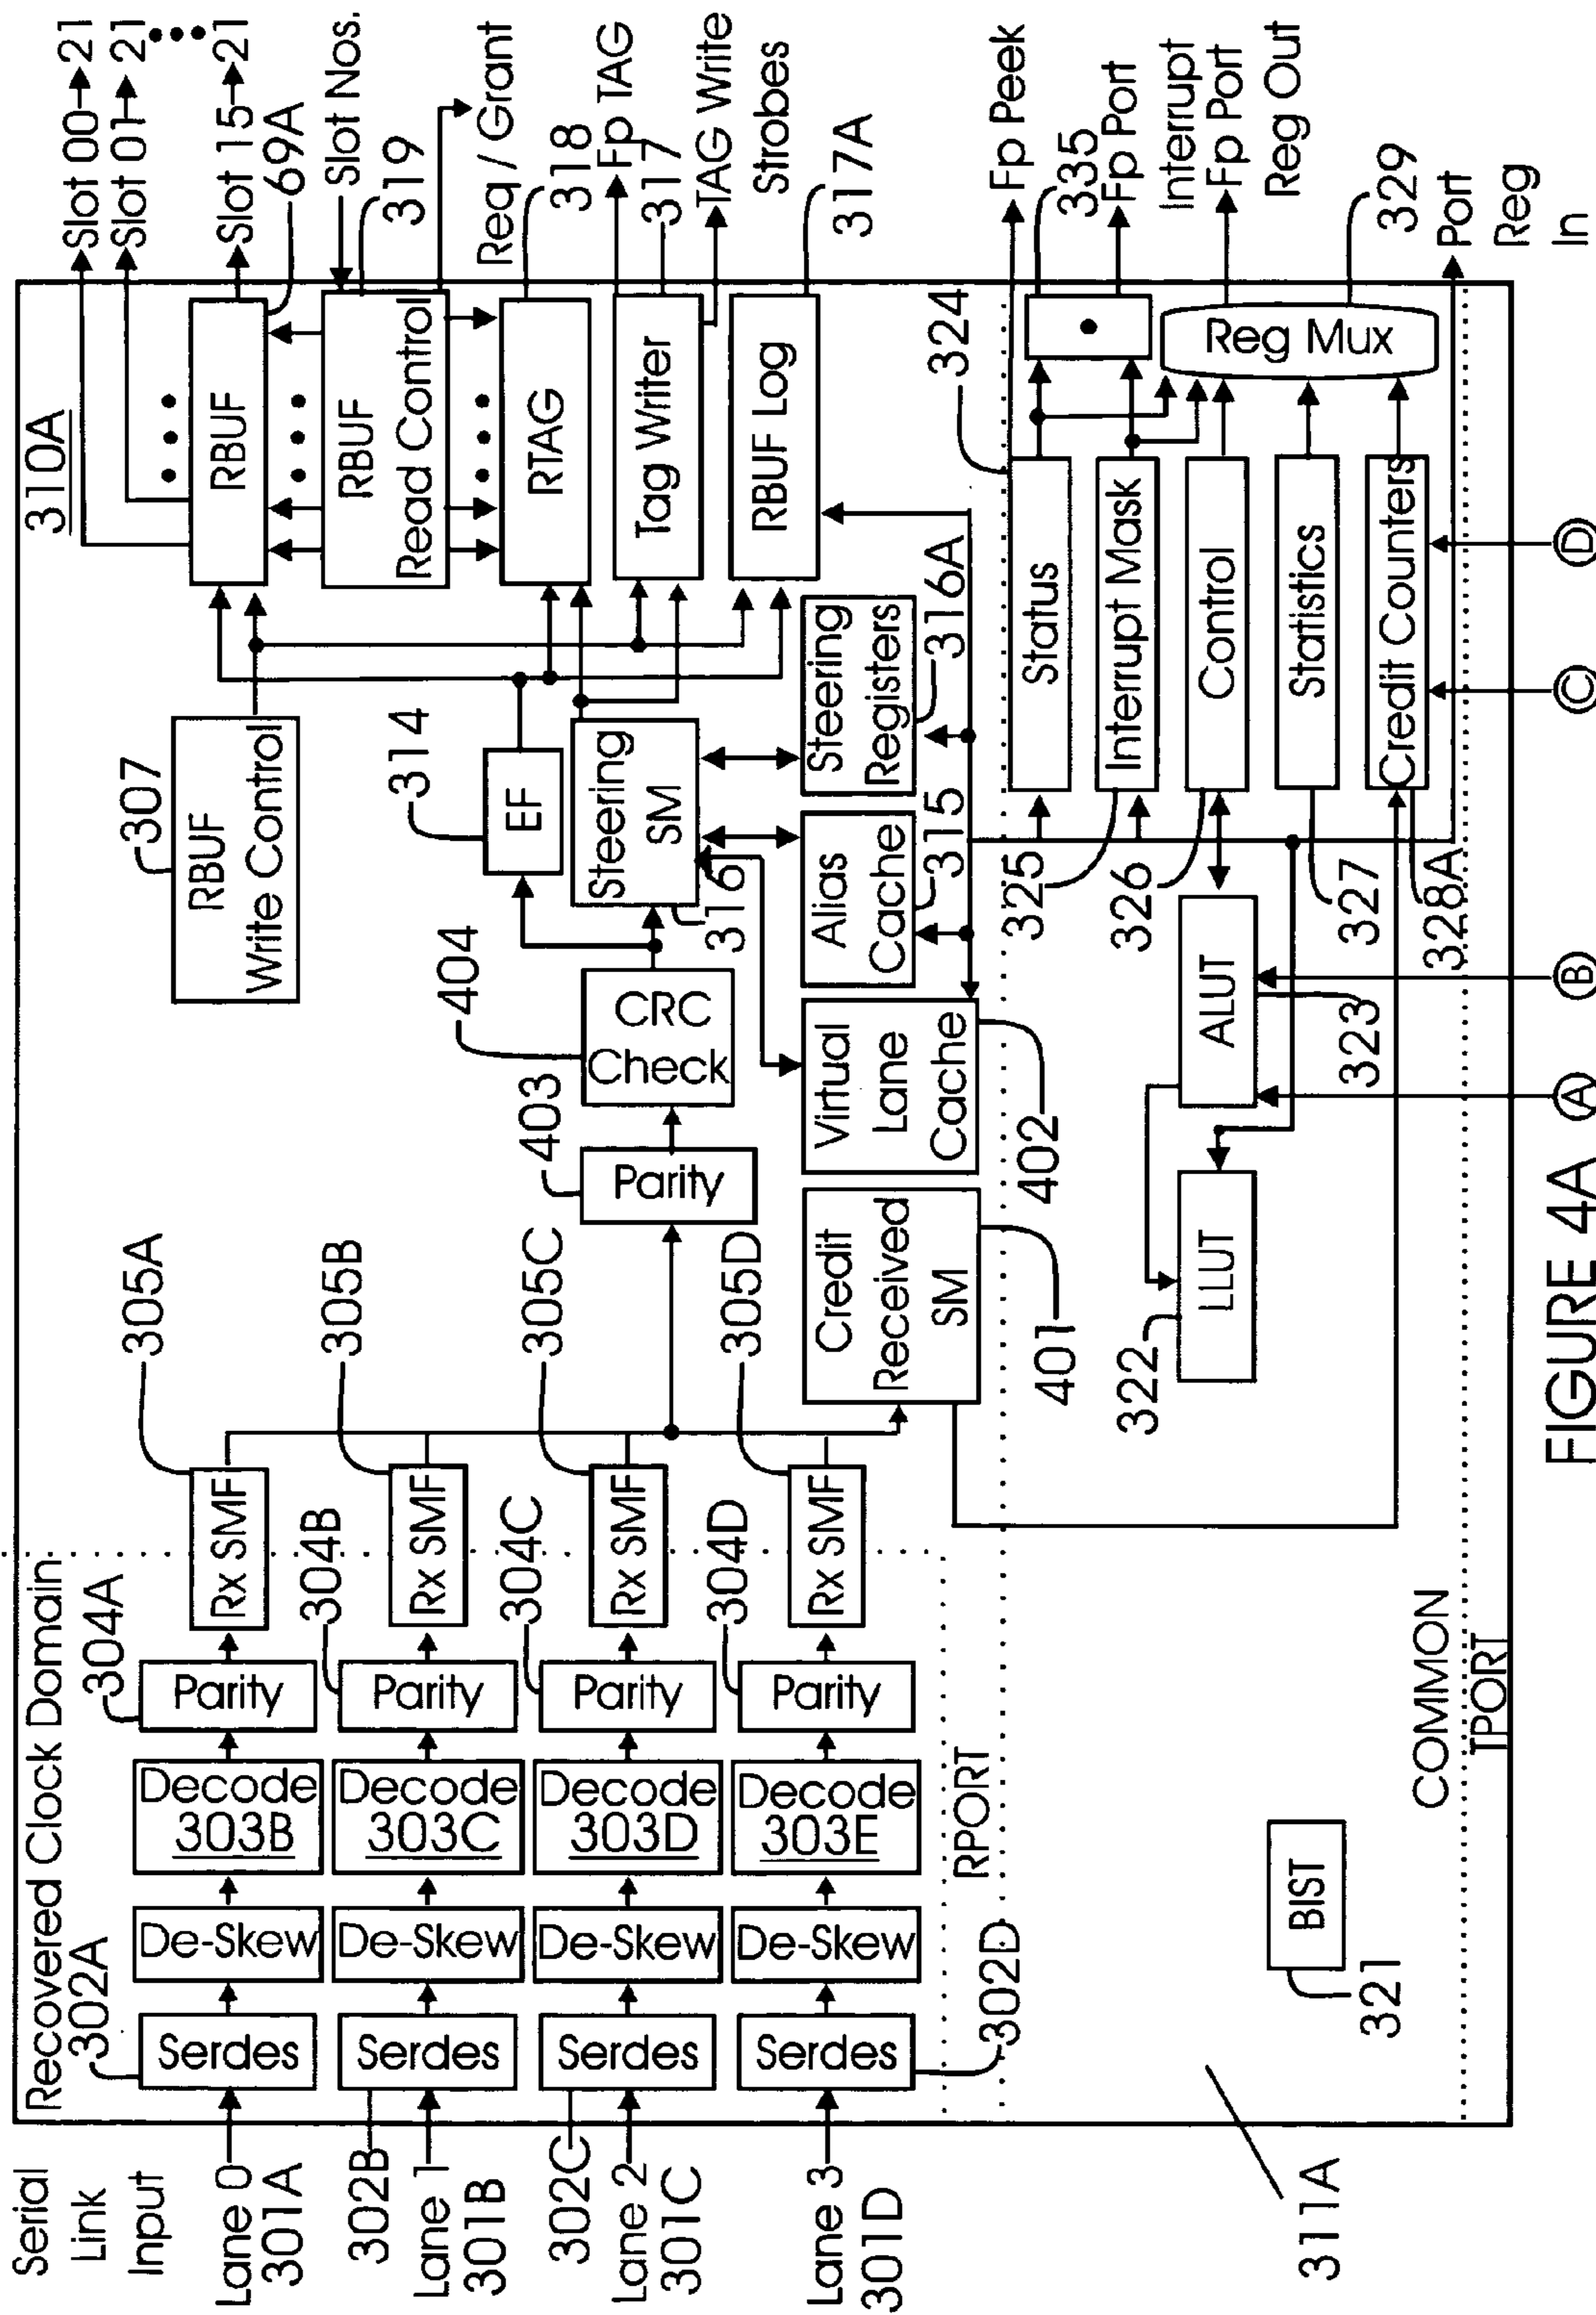 Serial
Link
Input
Lane 0
301A
302B
Lane 1
301B
302C
Lane 2
301C
Lane 3
301D
311A
Recovered Clock Domain
302A
Serdes
De-Skew
Decode
303B
304A
Parity
Rx SMF
305A
Serdes
De-Skew
Decode
303C
304B
Parity
Rx SMF
305B
Serdes
De-Skew
Decode
303D
304C
Parity
Rx SMF
305C
Serdes
302D
De-Skew
Decode
303E
304D
Parity
Rx SMF
305D
RPORT
403
Parity
404
CRC
Check
Credit
Received
SM
401
Virtual
Lane
Cache
402
307
RBUF
Write Control
314
EF
Steering
SM
316
Alias
Cache
315
Steering
Registers
316A
310A
RBUF
69A
RBUF
Read Control
319
RTAG
318
Tag Writer
317
RBUF Log
317A
Slot 00 21
Slot 01 21
Slot 15 21
Slot Nos.
Req / Grant
Fp TAG
TAG Write
Strobes
324
Status
325
Interrupt Mask
326
Control
327
Statistics
328A
Credit Counters
335
Reg Mux
329
Fp Peek
Fp Port
Interrupt
Fp Port
Reg Out
Port
Reg
In
322
LLUT
ALUT
323
BIST
321
COMMON
TPORT
A
B
C
D
FIGURE 4A